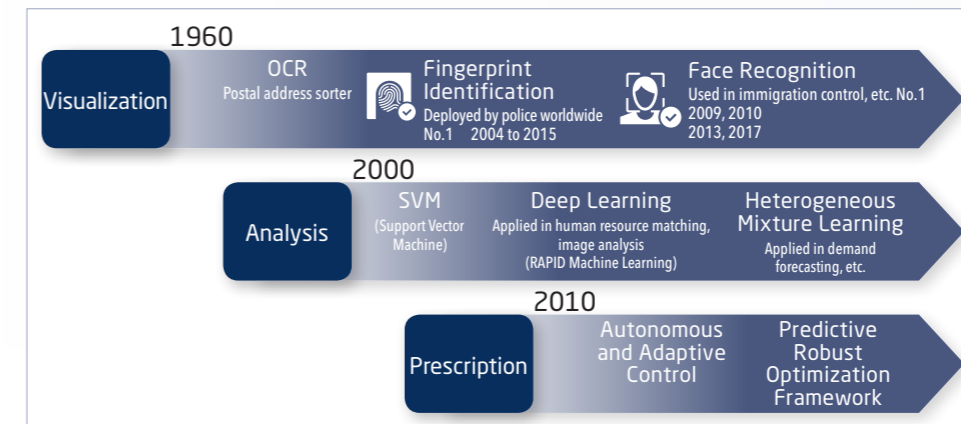 1960
Visualization
OCR
Postal address sorter
Fingerprint
Identification
Deployed by police worldwide
No.1 2004 to 2015
Face Recognition
Used in immigration control, etc. No.1
2009, 2010
2013, 2017
2000
Analysis
SVM
(Support Vector
Machine)
Deep Learning
Applied in human resource matching,
image analysis
(RAPID Machine Learning)
Heterogeneous
Mixture Learning
Applied in demand
forecasting, etc.
2010
Prescription
Autonomous
and Adaptive
Control
Predictive
Robust
Optimization
Framework